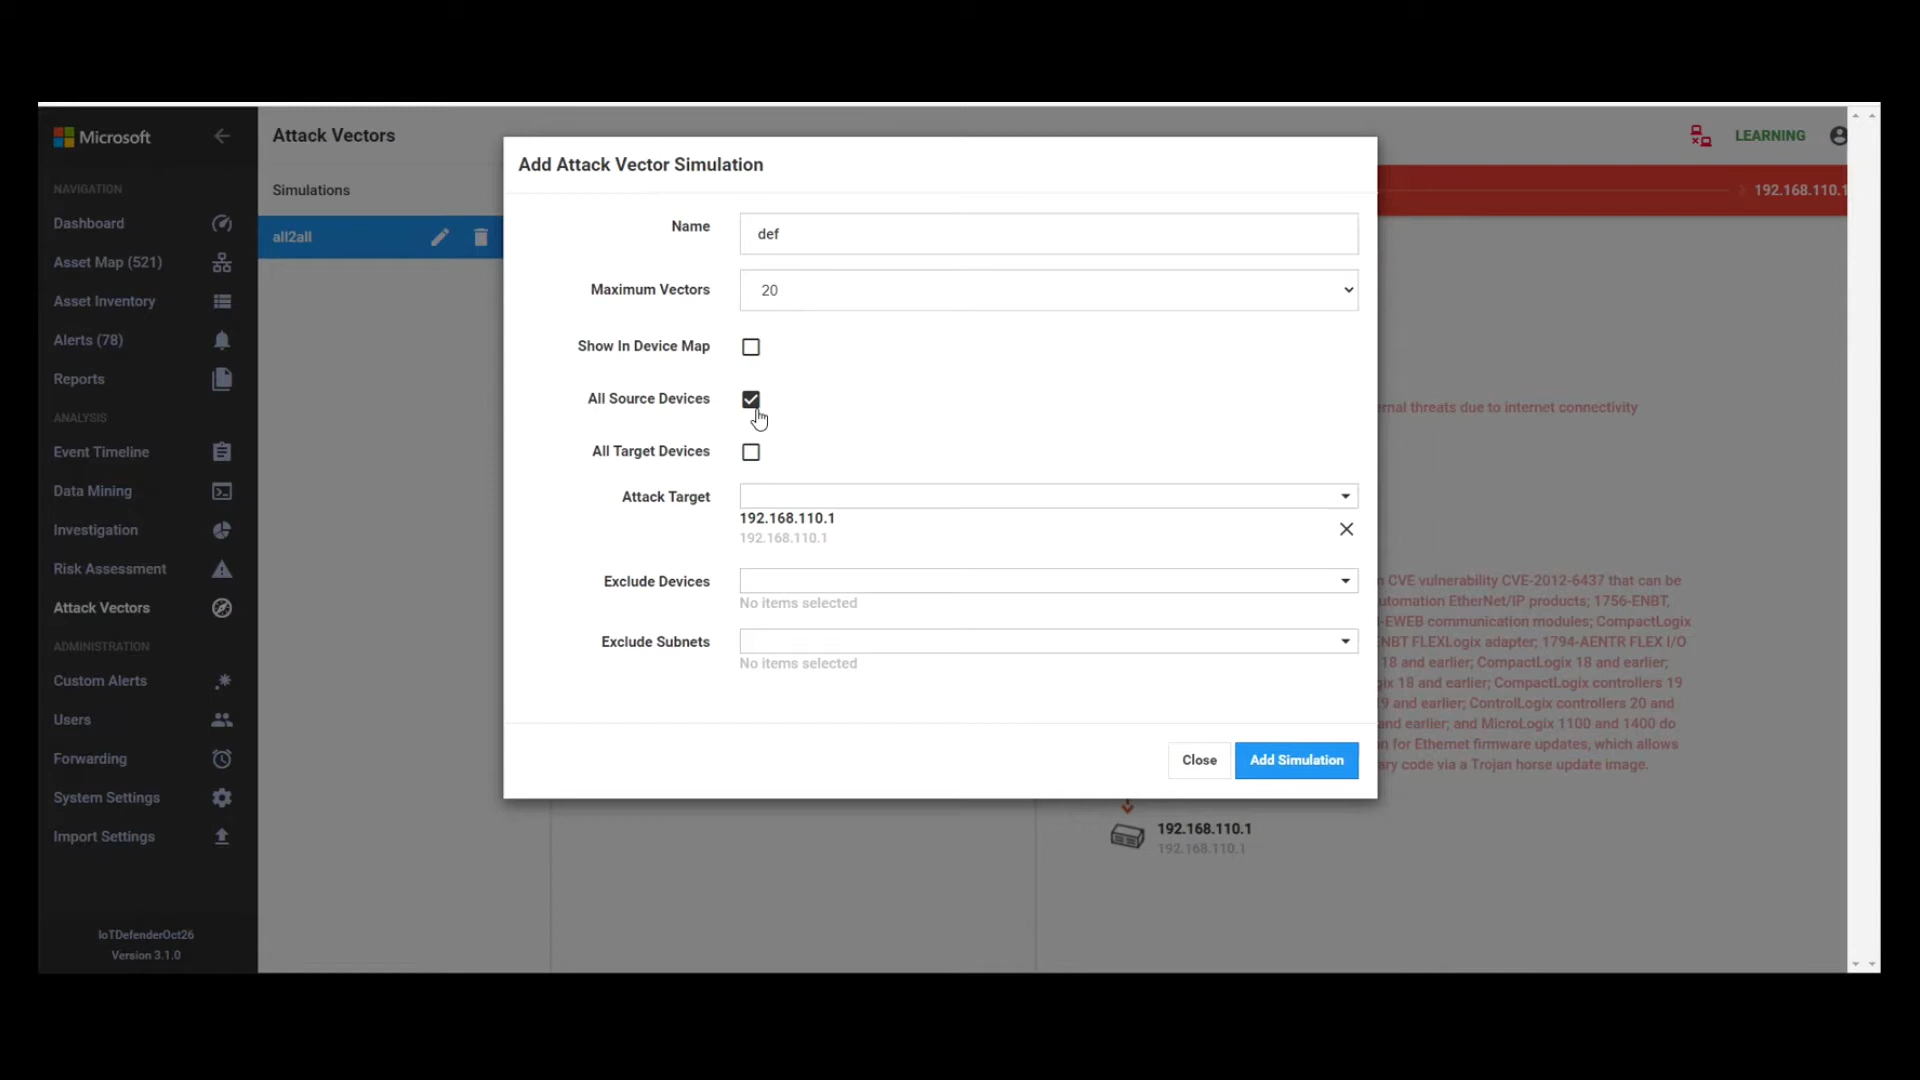 Microsoft
NAVIGATION
Dashboard
Asset Map (521)
Asset Inventory
Alerts (78)
Reports
ANALYSIS
Event Timeline
Data Mining
Investigation
Risk Assessment
Attack Vectors
ADMINISTRATION
Custom Alerts
Users
Forwarding
System Settings
Import Settings
IoTDefenderOct26
Version 3.1.0
Attack Vectors
LEARNING
Simulations
192.168.110.1
all2all
Add Attack Vector Simulation
Name
def
Maximum Vectors
20
Show In Device Map
All Source Devices
All Target Devices
Attack Target
192.168.110.1
192.168.110.1
Exclude Devices
No items selected
Exclude Subnets
No items selected
Close
Add Simulation
threats due to internet connectivity
CVE vulnerability CVE-2012-6437 that can be
EtherNet/IP products; 1756-ENBT,
-EWEB communication modules; CompactLogix
FLEXLogix adapter; 1794-AENTR FLEX I/O
18 and earlier; CompactLogix 18 and earlier;
18 and earlier; CompactLogix controllers 19
and earlier; ControlLogix controllers 20 and
and earlier; and MicroLogix 1100 and 1400 do
for Ethernet firmware updates, which allows
code via a Trojan horse update image.
192.168.110.1
192.168.110.1